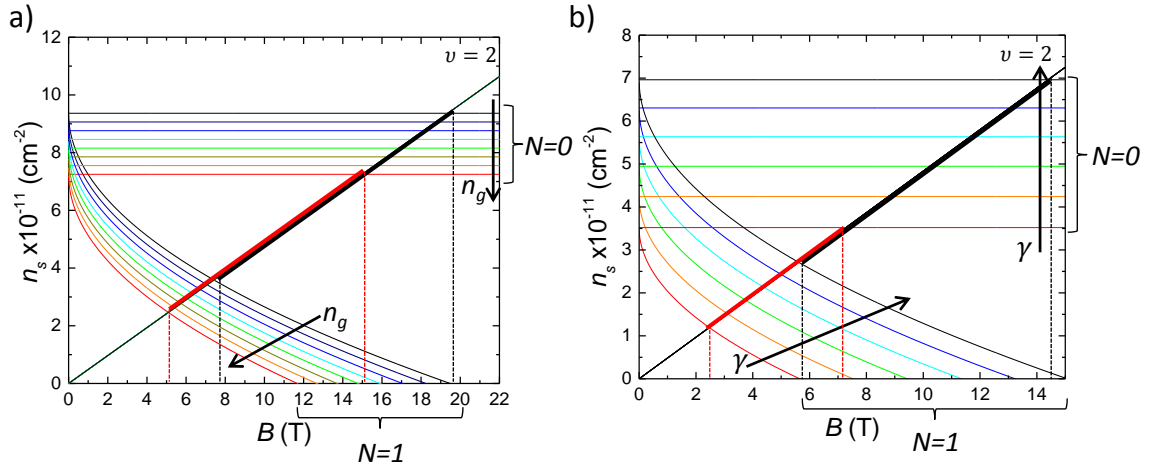 a)
12
10
8
6
4
2
0
n_s x10^-11 (cm^-2)
0 2 4 6 8 10 12 14 16 18 20 22
B (T)
υ = 2
N=0
n_g
n_g
N=1
b)
8
7
6
5
4
3
2
1
0
n_s x10^-11 (cm^-2)
0 2 4 6 8 10 12 14
B (T)
υ = 2
N=0
γ
γ
N=1